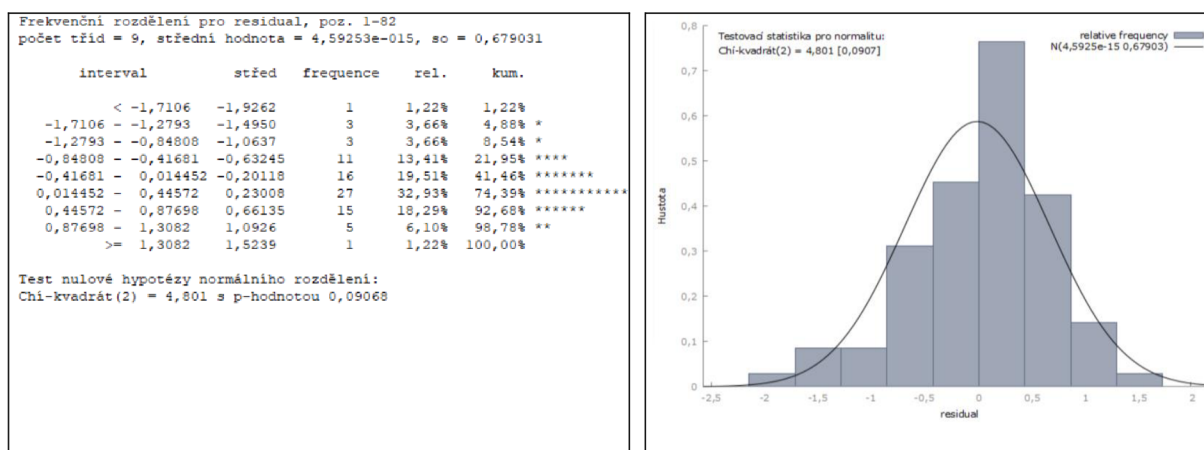 Frekvenční rozdělení pro residual, poz. 1-82
počet tříd = 9, střední hodnota = 4,59253e-015, so = 0,679031
interval střed frequence rel. kum.
< -1,7106 -1,9262 1 1,22% 1,22%
-1,7106 - -1,2793 -1,4950 3 3,66% 4,88% *
-1,2793 - -0,84808 -1,0637 3 3,66% 8,54% *
-0,84808 - -0,41681 -0,63245 11 13,41% 21,95% ****
-0,41681 - 0,014452 -0,20118 16 19,51% 41,46% *******
0,014452 - 0,44572 0,23008 27 32,93% 74,39% ***********
0,44572 - 0,87698 0,66135 15 18,29% 92,68% ******
0,87698 - 1,3082 1,0926 5 6,10% 98,78% **
>= 1,3082 1,5239 1 1,22% 100,00%
Test nulové hypotézy normálního rozdělení:
Chí-kvadrát(2) = 4,801 s p-hodnotou 0,09068
Testovací statistika pro normalitu:
Chí-kvadrát(2) = 4,801 [0,0907]
relative frequency
N(4,5925e-15 0,67903)
Hustota
0,8
0,7
0,6
0,5
0,4
0,3
0,2
0,1
0
-2,5 -2 -1,5 -1 -0,5 0 0,5 1 1,5 2
residual